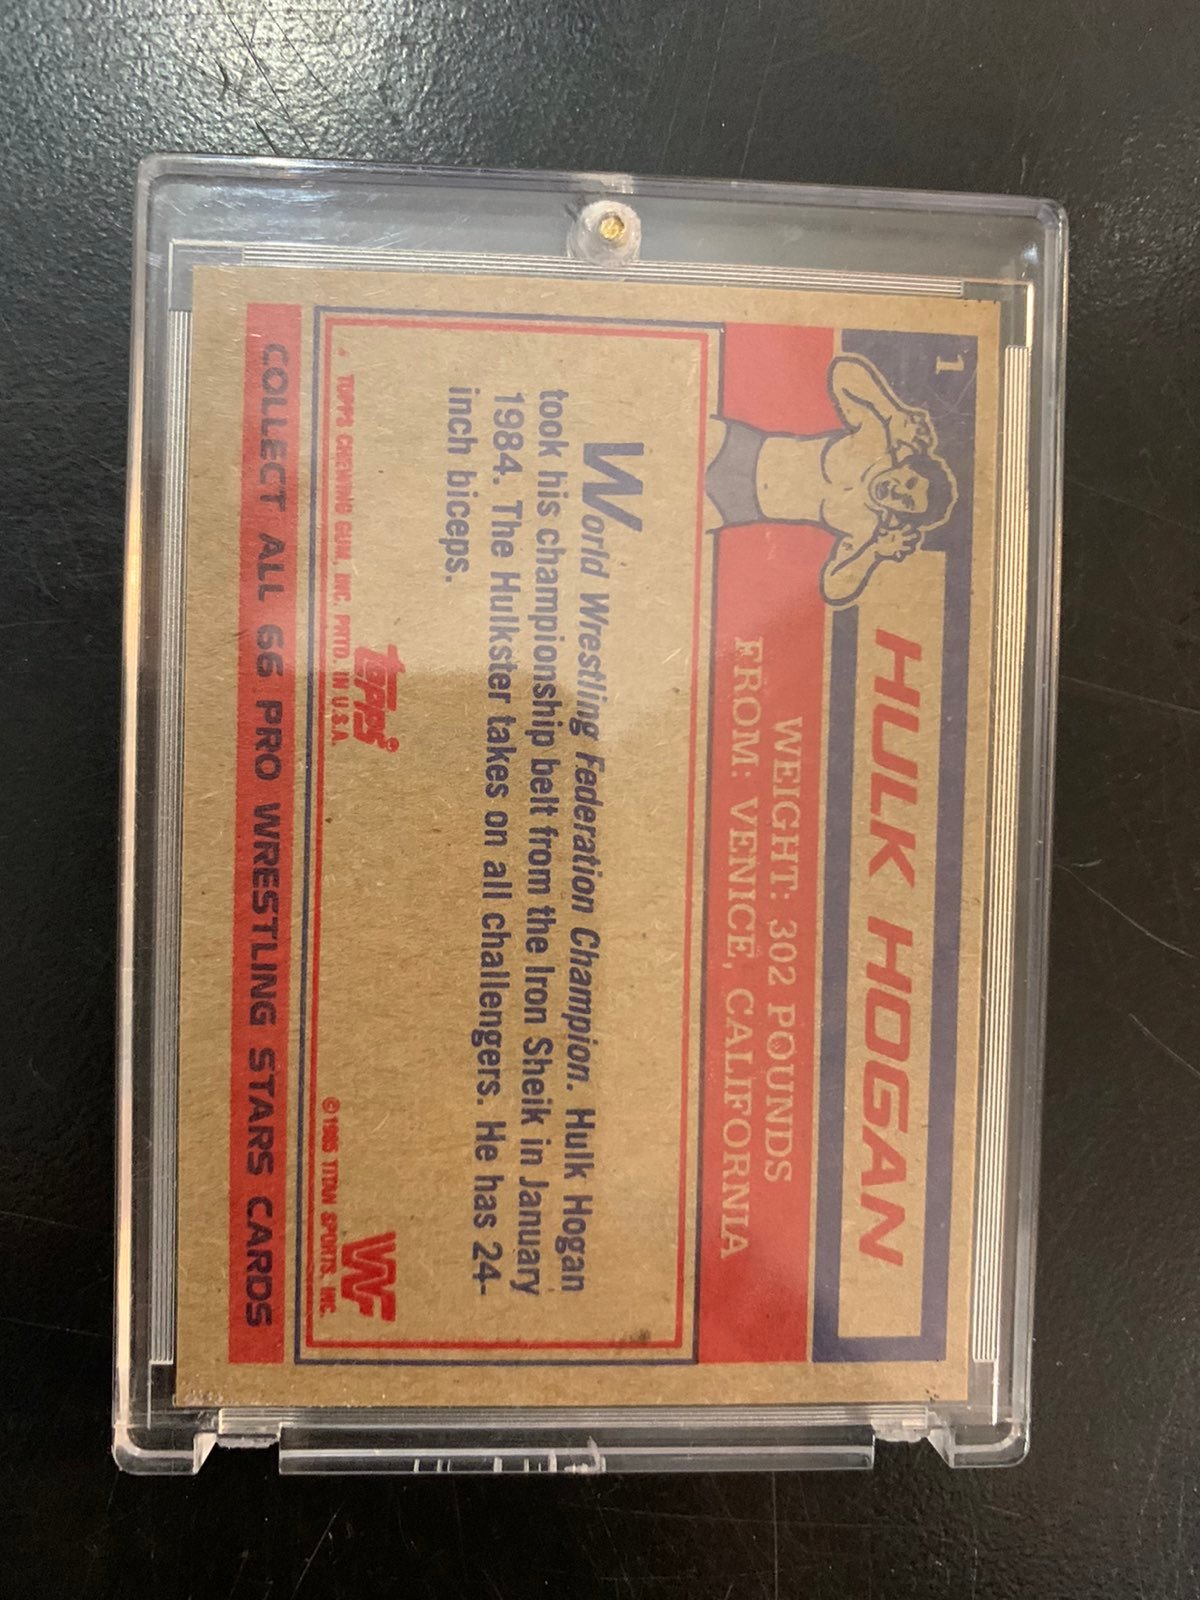 1
HULK HOGAN
WEIGHT: 302 POUNDS
FROM: VENICE, CALIFORNIA
World Wrestling Federation Champion. Hulk Hogan
took his championship belt from the Iron Sheik in January
1984. The Hulkster takes on all challengers. He has 24-
inch biceps.
topps
WF
TOPPS CHEWING GUM, INC. PRTD. IN U.S.A.
©1985 TITAN SPORTS, INC.
COLLECT ALL 66 PRO WRESTLING STARS CARDS